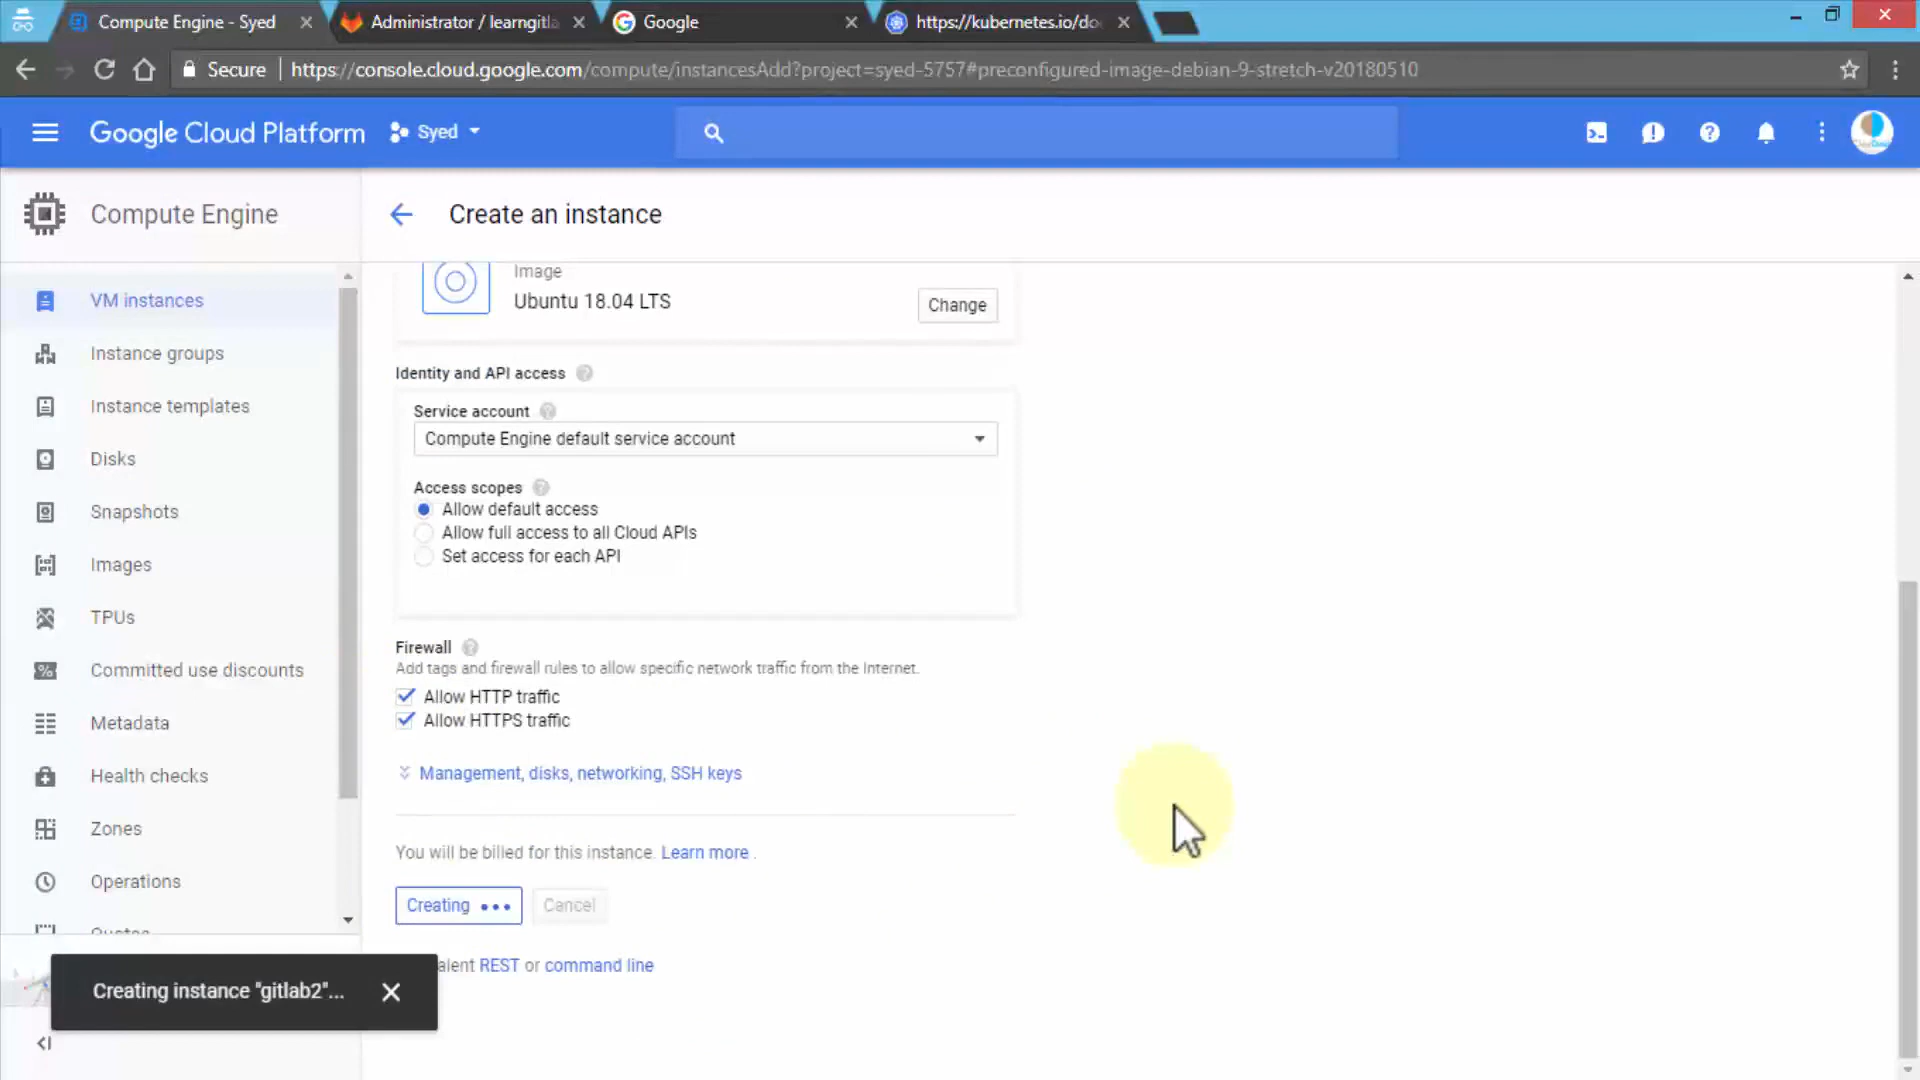 Compute Engine - Syed
Administrator / learngitla
Google
https://kubernetes.io/do
Secure
https://console.cloud.google.com/compute/instancesAdd?project=syed-5757#preconfigured-image-debian-9-stretch-v20180510
Google Cloud Platform
Syed
Compute Engine
Create an instance
VM instances
Instance groups
Instance templates
Disks
Snapshots
Images
TPUs
Committed use discounts
Metadata
Health checks
Zones
Operations
Quotas
Image
Ubuntu 18.04 LTS
Change
Identity and API access
Service account
Compute Engine default service account
Access scopes
Allow default access
Allow full access to all Cloud APIs
Set access for each API
Firewall
Add tags and firewall rules to allow specific network traffic from the Internet.
Allow HTTP traffic
Allow HTTPS traffic
Management, disks, networking, SSH keys
You will be billed for this instance. Learn more .
Creating
Cancel
alent REST or command line
Creating instance "gitlab2"...